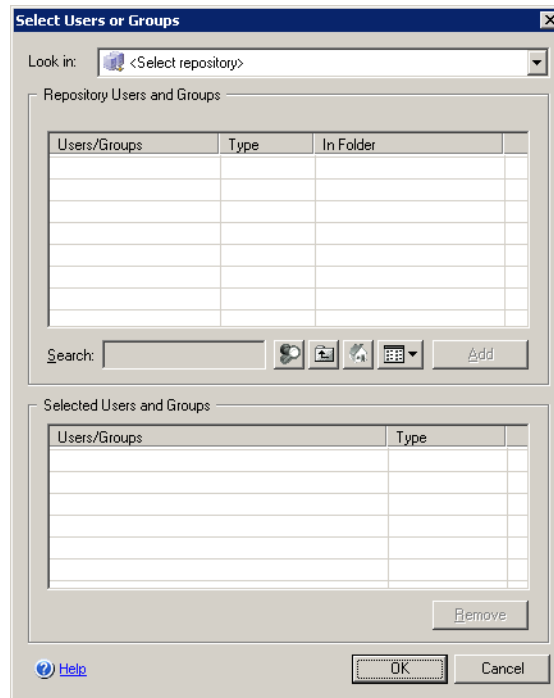 Select Users or Groups
Look in: <Select repository>
Repository Users and Groups
Users/Groups Type In Folder
Search: Add
Selected Users and Groups
Users/Groups Type
Remove
Help OK Cancel